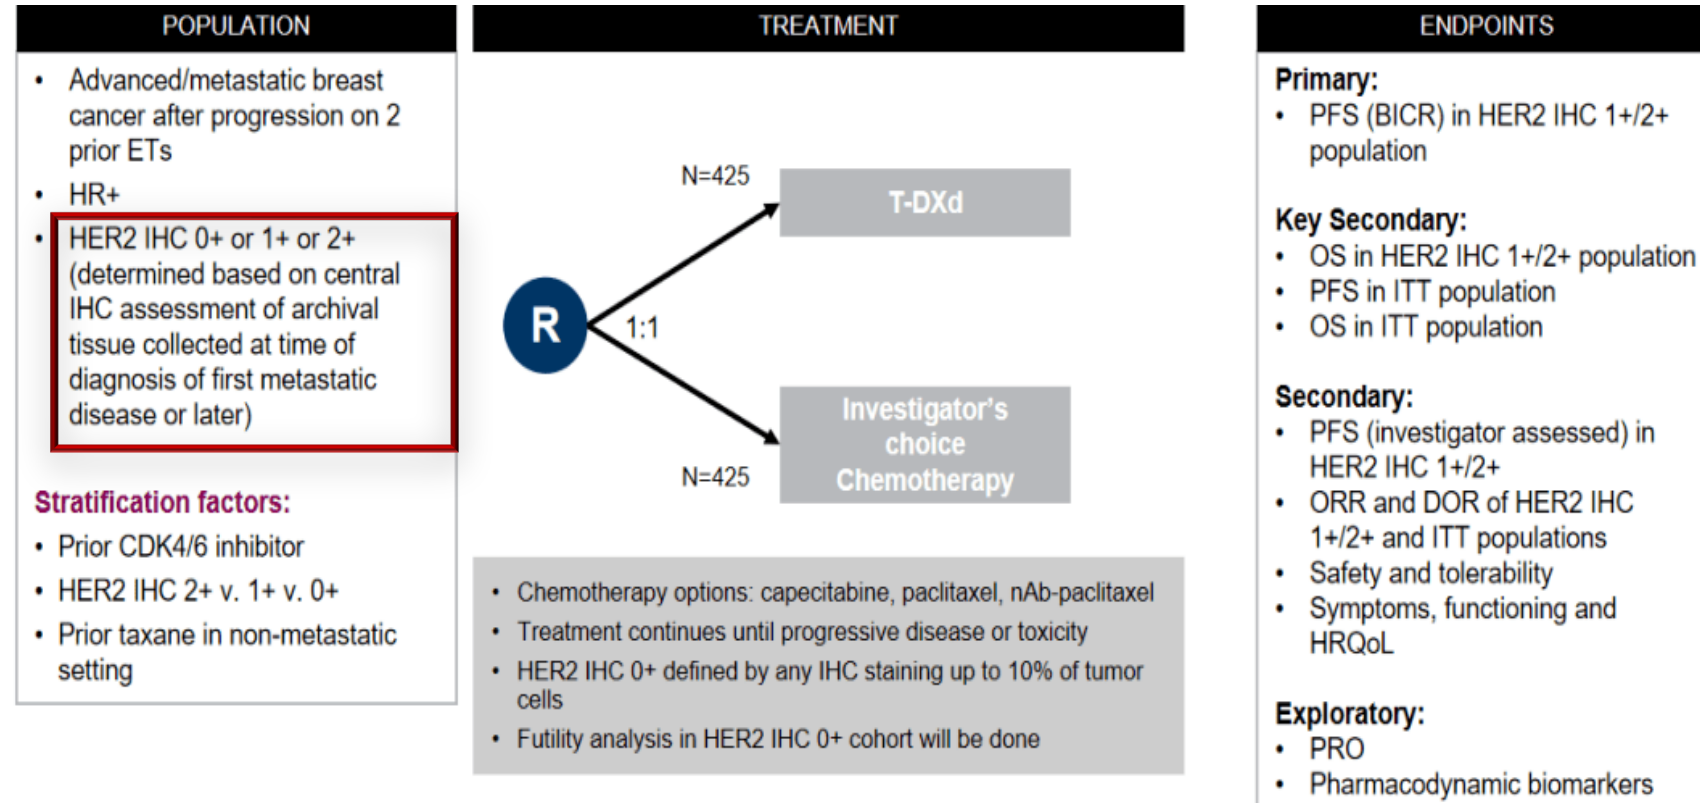 POPULATION
• Advanced/metastatic breast
cancer after progression on 2
prior ETs
• HR+
• HER2 IHC 0+ or 1+ or 2+
(determined based on central
IHC assessment of archival
tissue collected at time of
diagnosis of first metastatic
disease or later)
Stratification factors:
• Prior CDK4/6 inhibitor
• HER2 IHC 2+ v. 1+ v. 0+
• Prior taxane in non-metastatic
setting
TREATMENT
N=425
T-DXd
R
1:1
Investigator's
choice
Chemotherapy
N=425
• Chemotherapy options: capecitabine, paclitaxel, nAb-paclitaxel
• Treatment continues until progressive disease or toxicity
• HER2 IHC 0+ defined by any IHC staining up to 10% of tumor
cells
• Futility analysis in HER2 IHC 0+ cohort will be done
ENDPOINTS
Primary:
• PFS (BICR) in HER2 IHC 1+/2+
population
Key Secondary:
• OS in HER2 IHC 1+/2+ population
• PFS in ITT population
• OS in ITT population
Secondary:
• PFS (investigator assessed) in
HER2 IHC 1+/2+
• ORR and DOR of HER2 IHC
1+/2+ and ITT populations
• Safety and tolerability
• Symptoms, functioning and
HRQoL
Exploratory:
• PRO
• Pharmacodynamic biomarkers